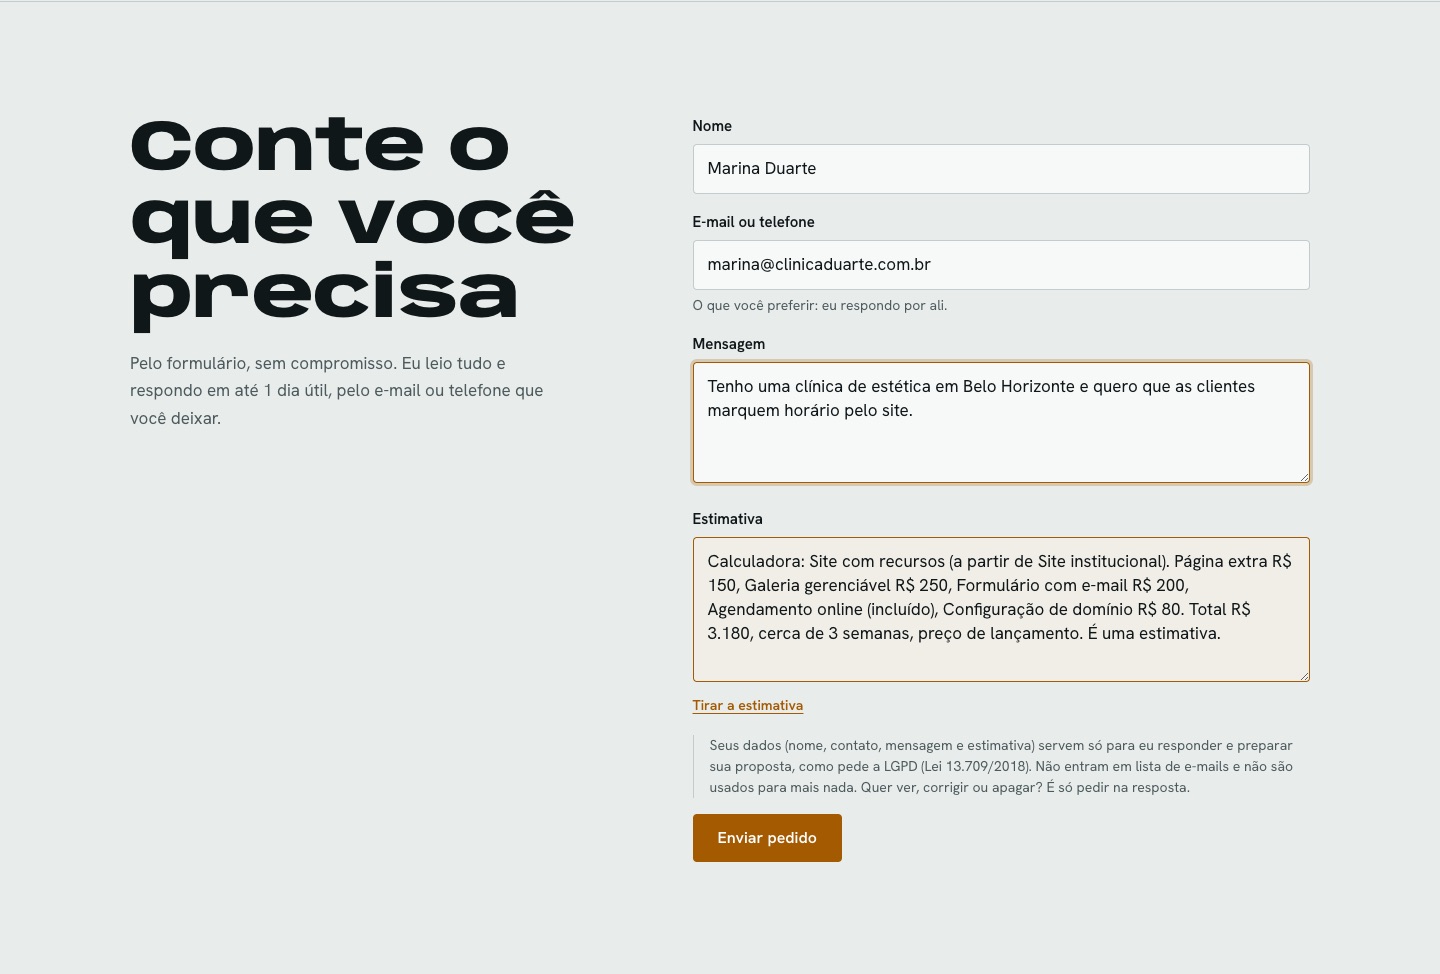 Conte o
que você
precisa
Pelo formulário, sem compromisso. Eu leio tudo e
respondo em até 1 dia útil, pelo e-mail ou telefone que
você deixar.
Nome
Marina Duarte
E-mail ou telefone
marina@clinicaduarte.com.br
O que você preferir: eu respondo por ali.
Mensagem
Tenho uma clínica de estética em Belo Horizonte e quero que as clientes
marquem horário pelo site.
Estimativa
Calculadora: Site com recursos (a partir de Site institucional). Página extra R$
150, Galeria gerenciável R$ 250, Formulário com e-mail R$ 200,
Agendamento online (incluído), Configuração de domínio R$ 80. Total R$
3.180, cerca de 3 semanas, preço de lançamento. É uma estimativa.
Tirar a estimativa
Seus dados (nome, contato, mensagem e estimativa) servem só para eu responder e preparar
sua proposta, como pede a LGPD (Lei 13.709/2018). Não entram em lista de e-mails e não são
usados para mais nada. Quer ver, corrigir ou apagar? É só pedir na resposta.
Enviar pedido